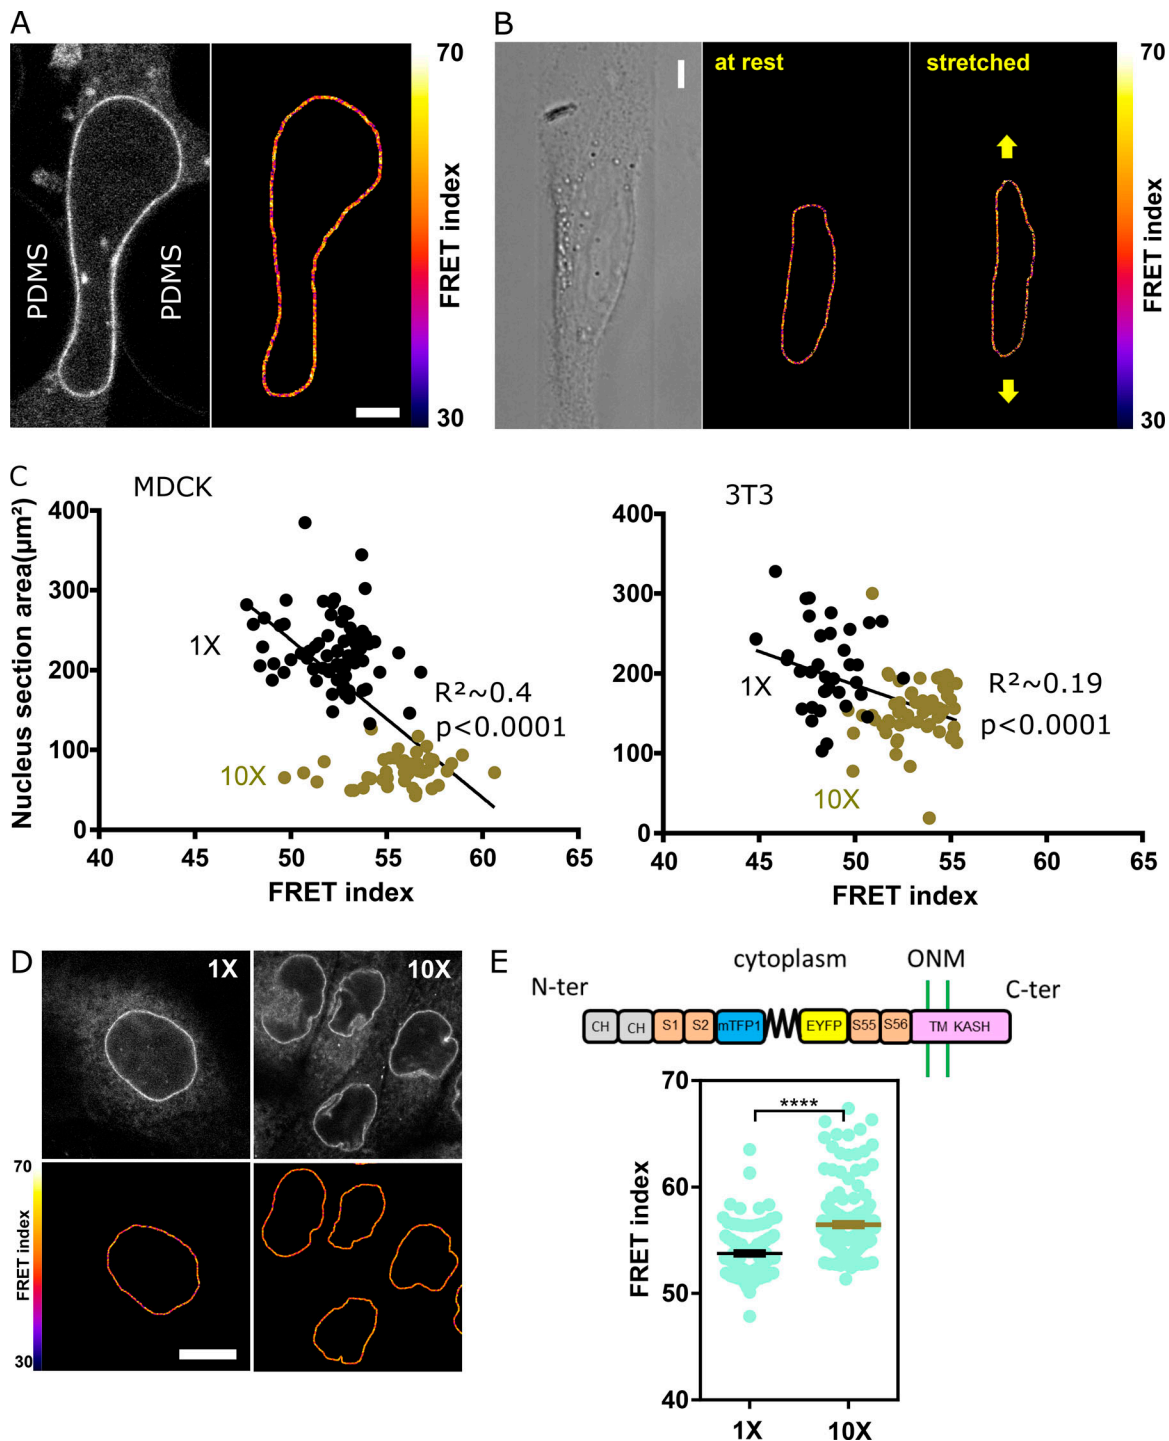 A
70
PDMS
PDMS
FRET index
30
B
at rest
stretched
70
FRET index
30
C
MDCK
Nucleus section area(µm²)
400
300
200
100
0
1X
10X
R²~0.4
p<0.0001
40 45 50 55 60 65
FRET index
3T3
400
300
200
100
0
1X
10X
R²~0.19
p<0.0001
40 45 50 55 60 65
FRET index
D
1X
10X
70
FRET index
30
E
cytoplasm ONM
N-ter C-ter
CH CH S1 S2 mTFP1 EYFP S55 S56 TM KASH
FRET index
70
60
50
40
****
1X 10X